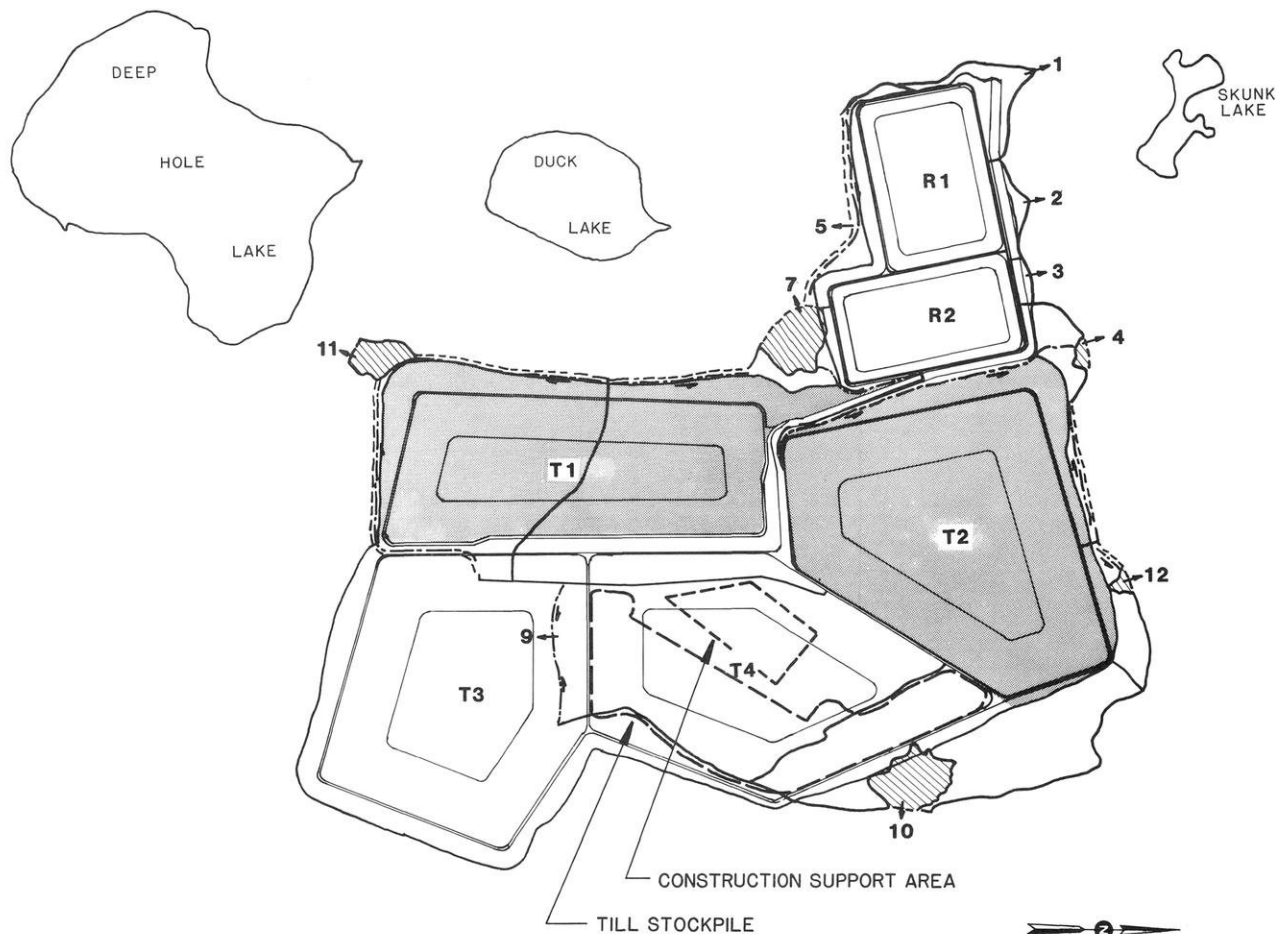 DEEP
HOLE
LAKE
DUCK
LAKE
SKUNK
LAKE
1
R1
2
5
3
7
R2
4
11
T1
T2
12
9
T4
T3
10
CONSTRUCTION SUPPORT AREA
TILL STOCKPILE
N